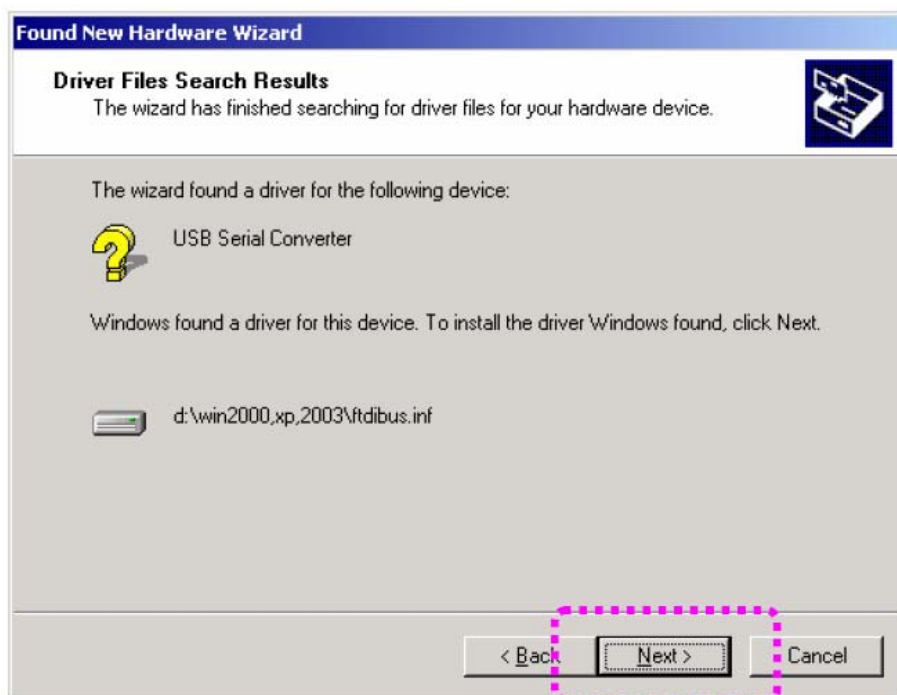 Found New Hardware Wizard
Driver Files Search Results
The wizard has finished searching for driver files for your hardware device.
The wizard found a driver for the following device:
USB Serial Converter
Windows found a driver for this device. To install the driver Windows found, click Next.
d:\win2000,xp,2003\ftdibus.inf
< Back Next > Cancel